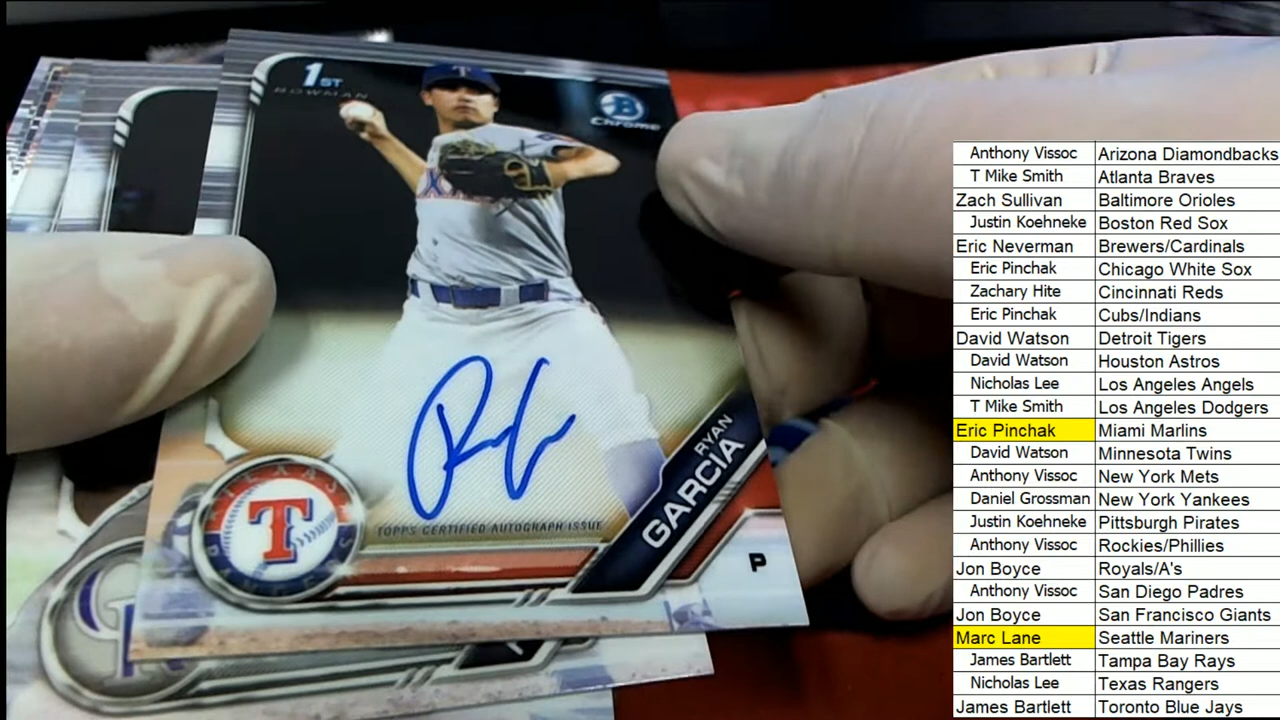 1ST
BOWMAN
B
Chrome
T
TEXAS
T
TOPPS CERTIFIED AUTOGRAPH ISSUE
RYAN
GARCIA
P
Anthony Vissoc Arizona Diamondbacks
T Mike Smith Atlanta Braves
Zach Sullivan Baltimore Orioles
Justin Koehneke Boston Red Sox
Eric Neverman Brewers/Cardinals
Eric Pinchak Chicago White Sox
Zachary Hite Cincinnati Reds
Eric Pinchak Cubs/Indians
David Watson Detroit Tigers
David Watson Houston Astros
Nicholas Lee Los Angeles Angels
T Mike Smith Los Angeles Dodgers
Eric Pinchak Miami Marlins
David Watson Minnesota Twins
Anthony Vissoc New York Mets
Daniel Grossman New York Yankees
Justin Koehneke Pittsburgh Pirates
Anthony Vissoc Rockies/Phillies
Jon Boyce Royals/A's
Anthony Vissoc San Diego Padres
Jon Boyce San Francisco Giants
Marc Lane Seattle Mariners
James Bartlett Tampa Bay Rays
Nicholas Lee Texas Rangers
James Bartlett Toronto Blue Jays